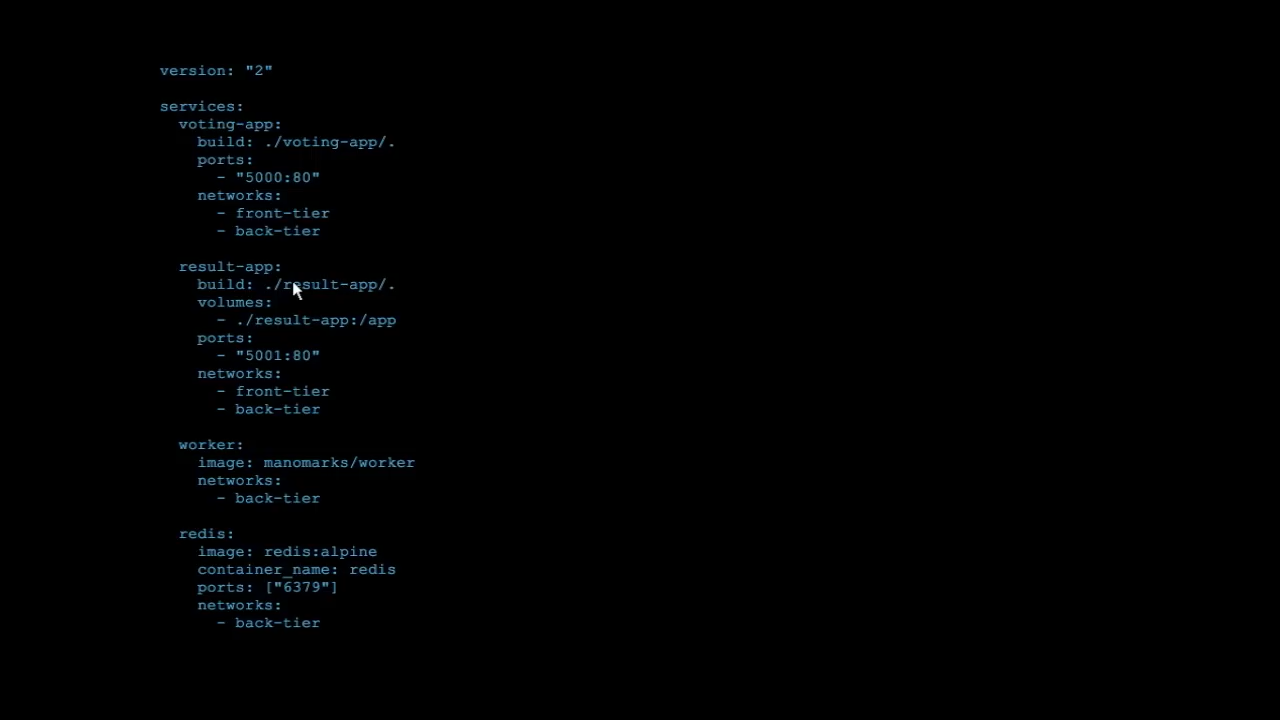 version: "2"
services:
voting-app:
build: ./voting-app/.
ports:
- "5000:80"
networks:
- front-tier
- back-tier
result-app:
build: ./result-app/.
volumes:
- ./result-app:/app
ports:
- "5001:80"
networks:
- front-tier
- back-tier
worker:
image: manomarks/worker
networks:
- back-tier
redis:
image: redis:alpine
container_name: redis
ports: ["6379"]
networks:
- back-tier